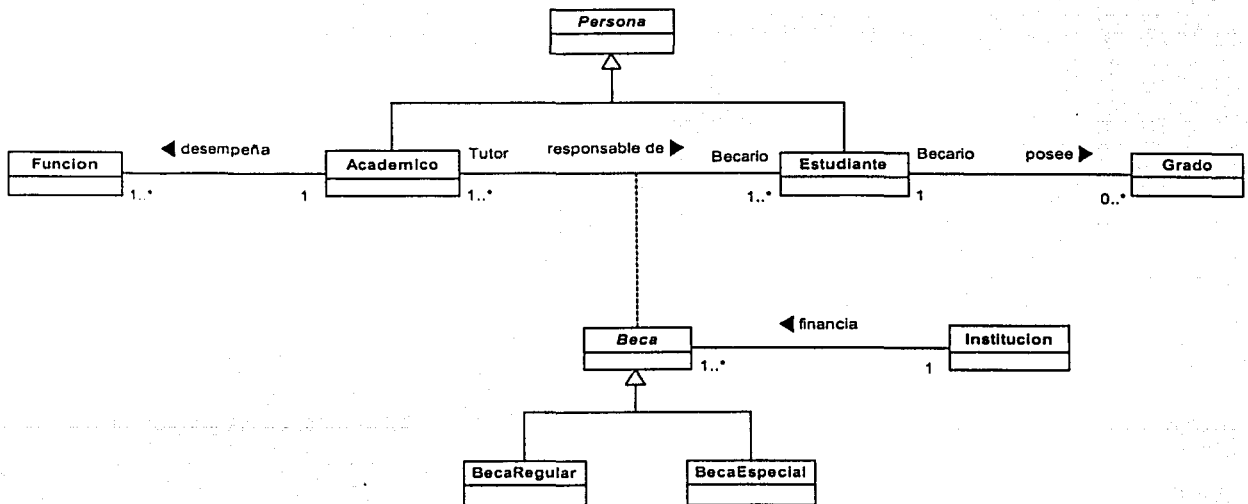 Persona
◀ desempeña
Tutor
responsable de ▶
Becario
Becario
posee ▶
Funcion
Academico
Estudiante
Grado
1..*
1
1..*
1..*
1
0..*
◀ financia
Beca
Institucion
1..*
1
BecaRegular
BecaEspecial